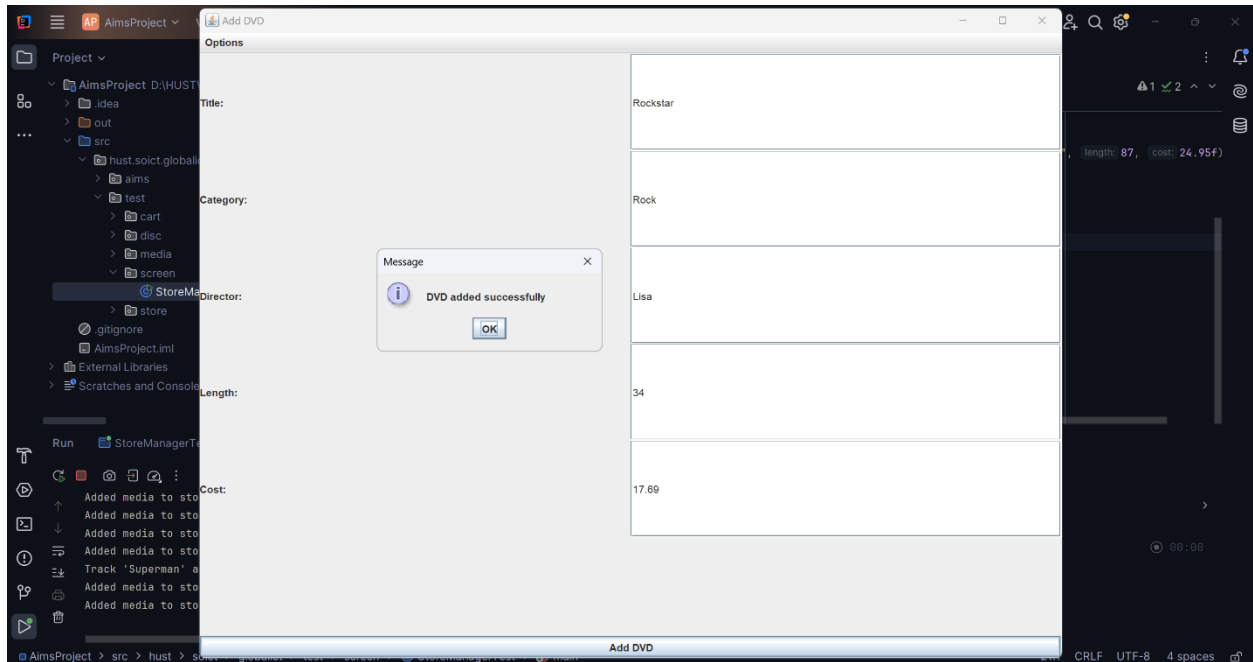 AP AimsProject
Add DVD
Options
Project
AimsProject D:\HUST\
.idea
out
src
hust.soict.globalic
aims
test
cart
disc
media
screen
StoreMa
store
.gitignore
AimsProject.iml
External Libraries
Scratches and Console
Title:
Rockstar
Category:
Rock
Director:
Lisa
Length:
34
Cost:
17.69
Message
DVD added successfully
OK
Add DVD
1 2
", length: 87, cost: 24.95f)
Run StoreManagerTe
Added media to sto
Added media to sto
Added media to sto
Added media to sto
Track 'Superman' a
Added media to sto
Added media to sto
00:00
AimsProject > src > hust >
CRLF UTF-8 4 spaces